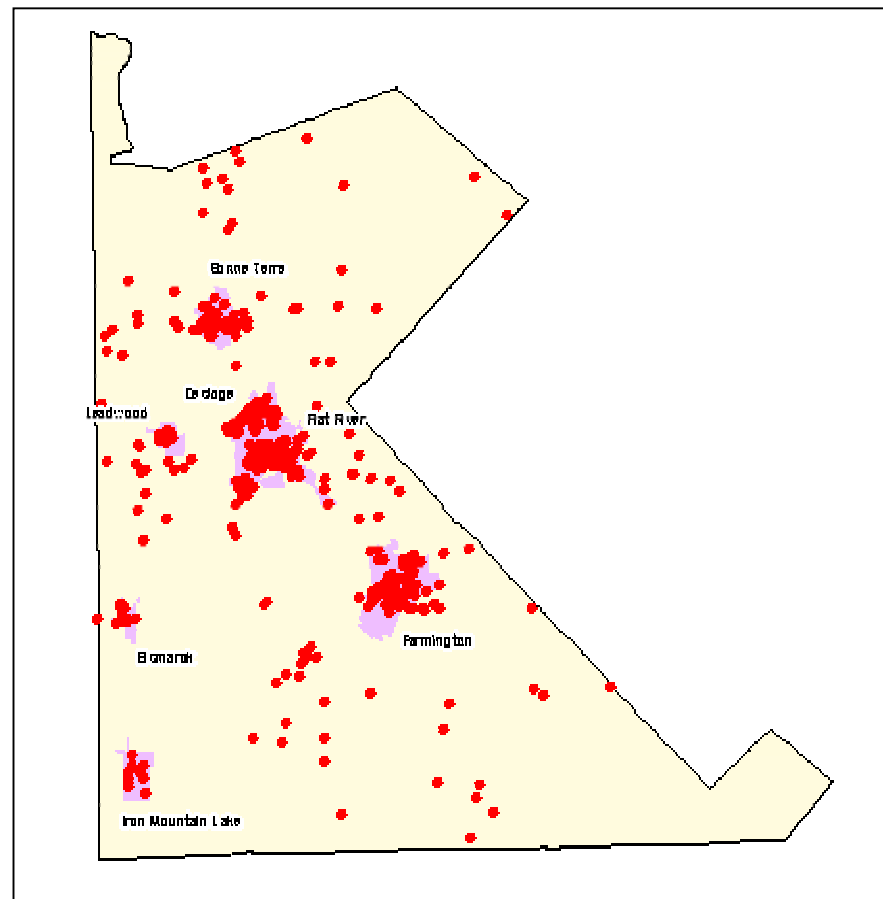 Bonne Terre
Desloge
Leadwood
Flat River
Farmington
Bismarck
Iron Mountain Lake